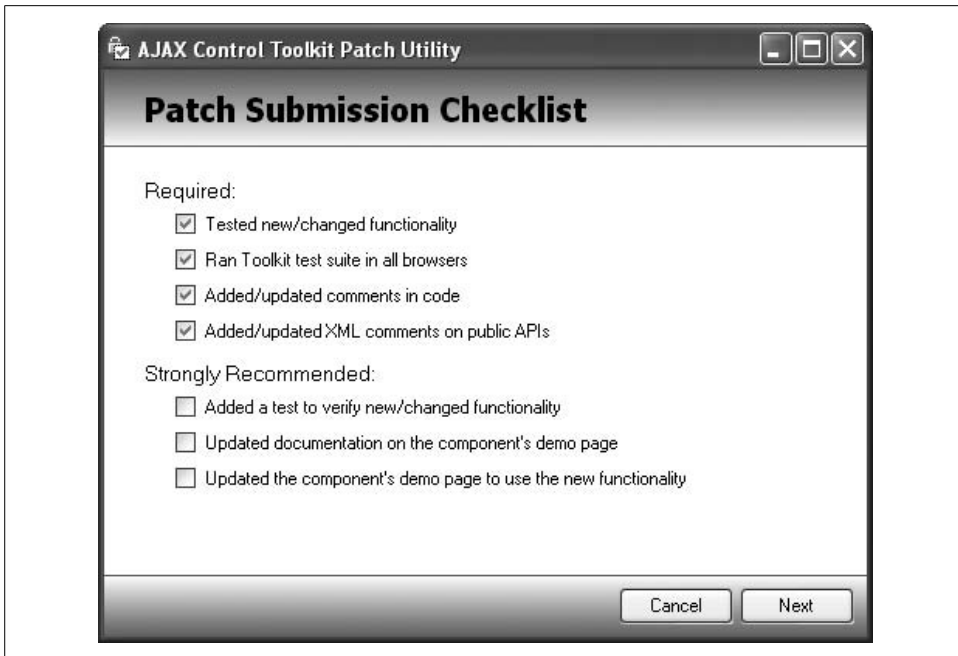 AJAX Control Toolkit Patch Utility
Patch Submission Checklist
Required:
Tested new/changed functionality
Ran Toolkit test suite in all browsers
Added/updated comments in code
Added/updated XML comments on public APIs
Strongly Recommended:
Added a test to verify new/changed functionality
Updated documentation on the component's demo page
Updated the component's demo page to use the new functionality
Cancel
Next